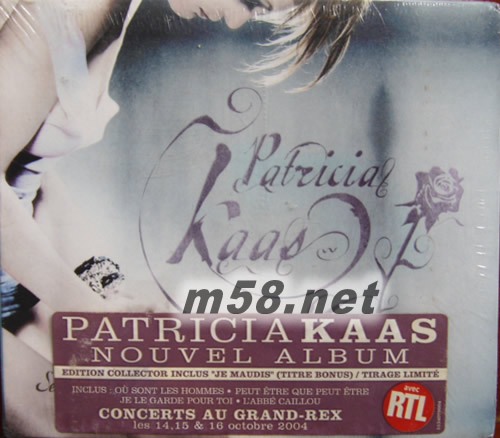 Patricia
Kaas
m58.net
PATRICIA KAAS
NOUVEL ALBUM
EDITION COLLECTOR INCLUS "JE MAUDIS" (TITRE BONUS) / TIRAGE LIMITÉ
INCLUS : OÙ SONT LES HOMMES • PEUT ÊTRE QUE PEUT ÊTRE
JE LE GARDE POUR TOI • L'ABBÉ CAILLOU
CONCERTS AU GRAND-REX
les 14, 15 & 16 octobre 2004
avec
RTL